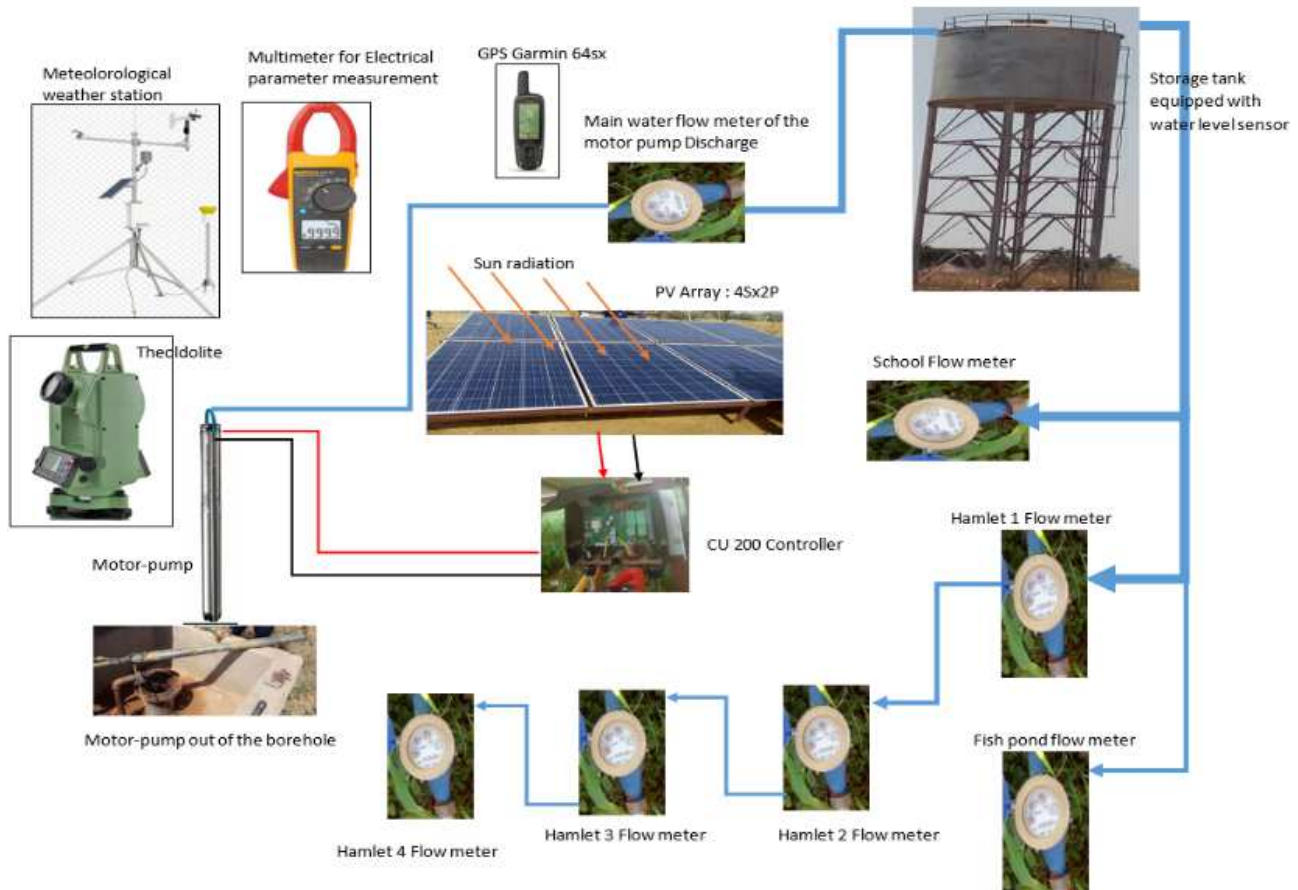 Meteolorological
weather station
Multimeter for Electrical
parameter measurement
GPS Garmin 64sx
Main water flow meter of the
motor pump Discharge
Storage tank
equipped with
water level sensor
Sun radiation
PV Array : 4Sx2P
Theoldolite
School Flow meter
Hamlet 1 Flow meter
CU 200 Controller
Motor-pump
Motor-pump out of the borehole
Fish pond flow meter
Hamlet 2 Flow meter
Hamlet 3 Flow meter
Hamlet 4 Flow meter